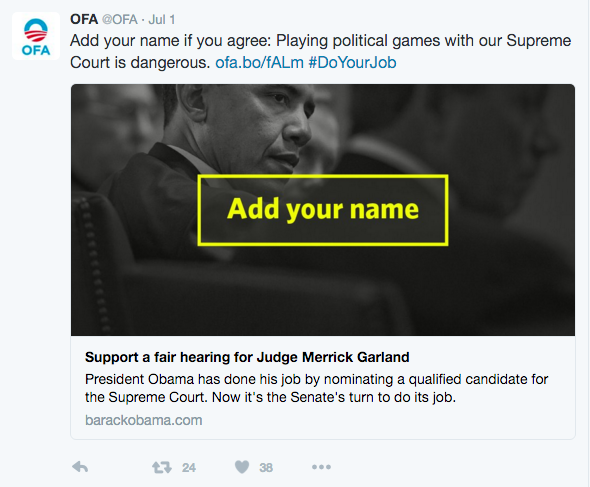 OFA @OFA · Jul 1
Add your name if you agree: Playing political games with our Supreme
Court is dangerous. ofa.bo/fALm #DoYourJob
OFA
Add your name
Support a fair hearing for Judge Merrick Garland
President Obama has done his job by nominating a qualified candidate for
the Supreme Court. Now it's the Senate's turn to do its job.
barackobama.com
24 38